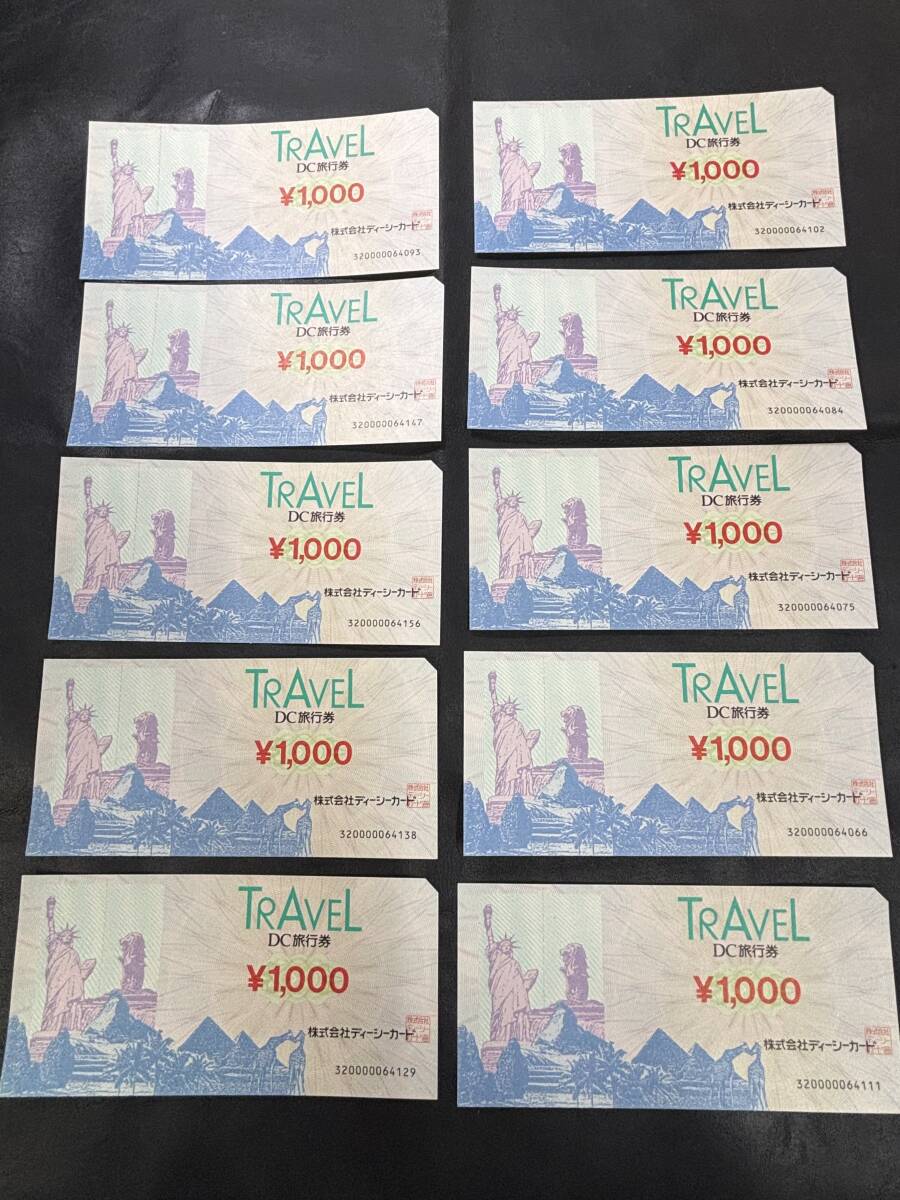 TRAVEL
DC旅行券
¥1,000
株式会社ディーシーカード
320000064093
TRAVEL
DC旅行券
¥1,000
株式会社ディーシーカード
320000064102
TRAVEL
DC旅行券
¥1,000
株式会社ディーシーカード
320000064147
TRAVEL
DC旅行券
¥1,000
株式会社ディーシーカード
320000064084
TRAVEL
DC旅行券
¥1,000
株式会社ディーシーカード
320000064156
TRAVEL
DC旅行券
¥1,000
株式会社ディーシーカード
320000064075
TRAVEL
DC旅行券
¥1,000
株式会社ディーシーカード
320000064138
TRAVEL
DC旅行券
¥1,000
株式会社ディーシーカード
320000064066
TRAVEL
DC旅行券
¥1,000
株式会社ディーシーカード
320000064129
TRAVEL
DC旅行券
¥1,000
株式会社ディーシーカード
320000064111